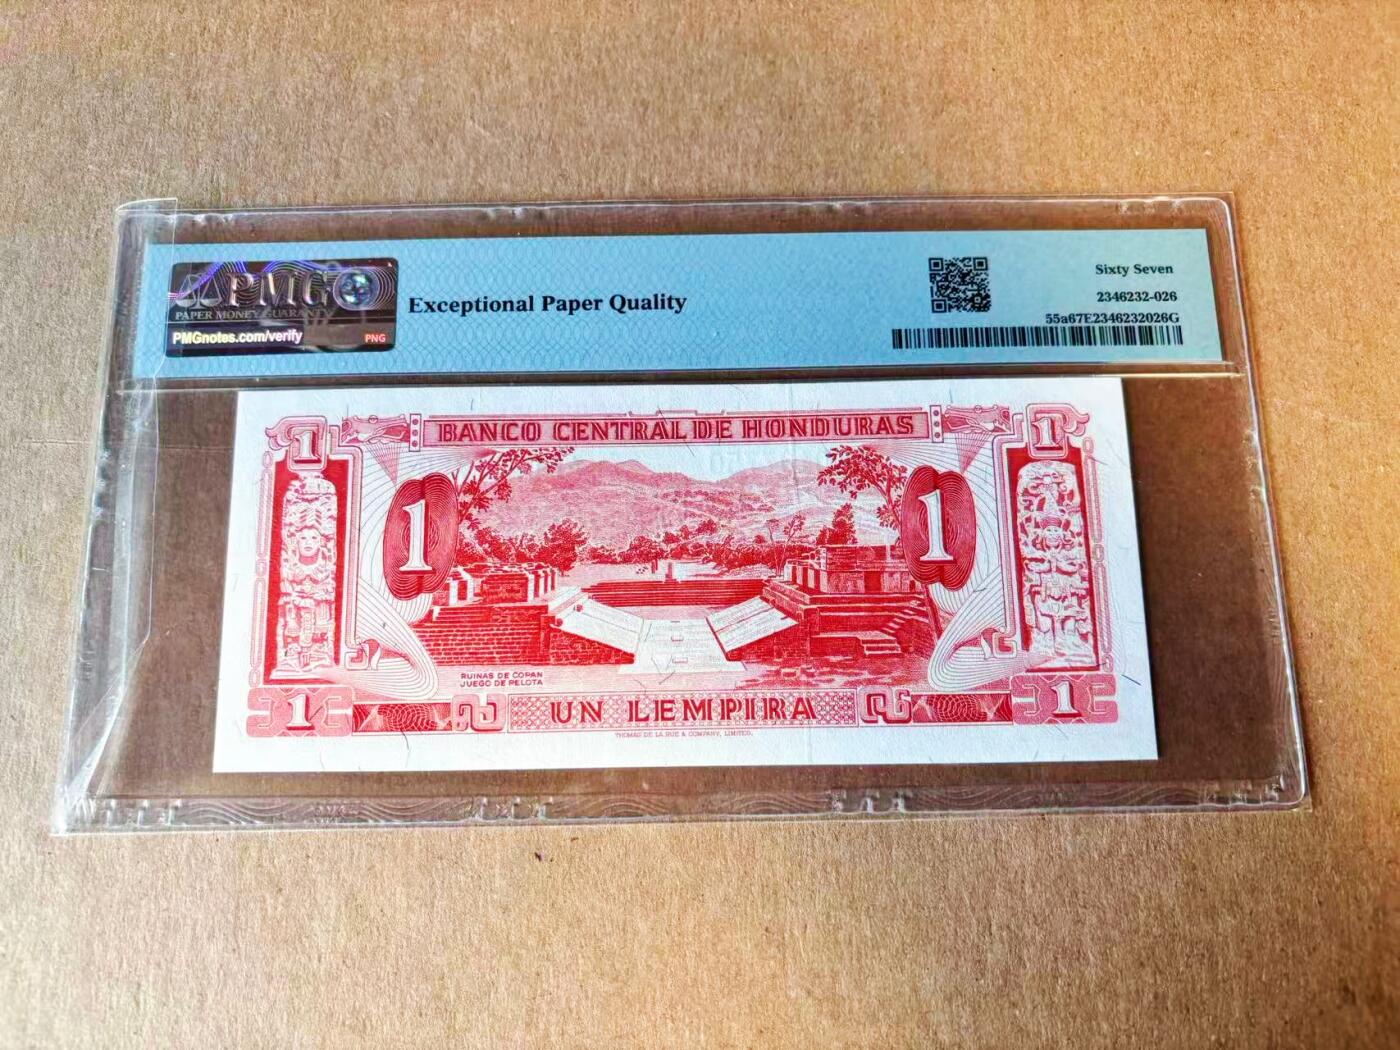 PMG
PAPER MONEY GUARANTY
PMGnotes.com/verify
PNG
Exceptional Paper Quality
Sixty Seven
2346232-026
55a67E2346232026G
BANCO CENTRAL DE HONDURAS
1
1
1
1
RUINAS DE COPAN
JUEGO DE PELOTA
1
UN LEMPIRA
1
THOMAS DE LA RUE & COMPANY, LIMITED.